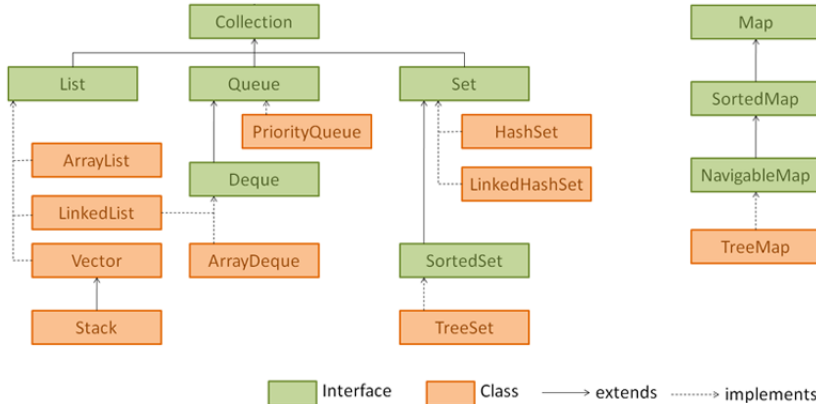 Collection
Map
List
Queue
Set
SortedMap
PriorityQueue
HashSet
ArrayList
Deque
LinkedHashSet
NavigableMap
LinkedList
Vector
ArrayDeque
SortedSet
TreeMap
Stack
TreeSet
Interface
Class
extends
implements